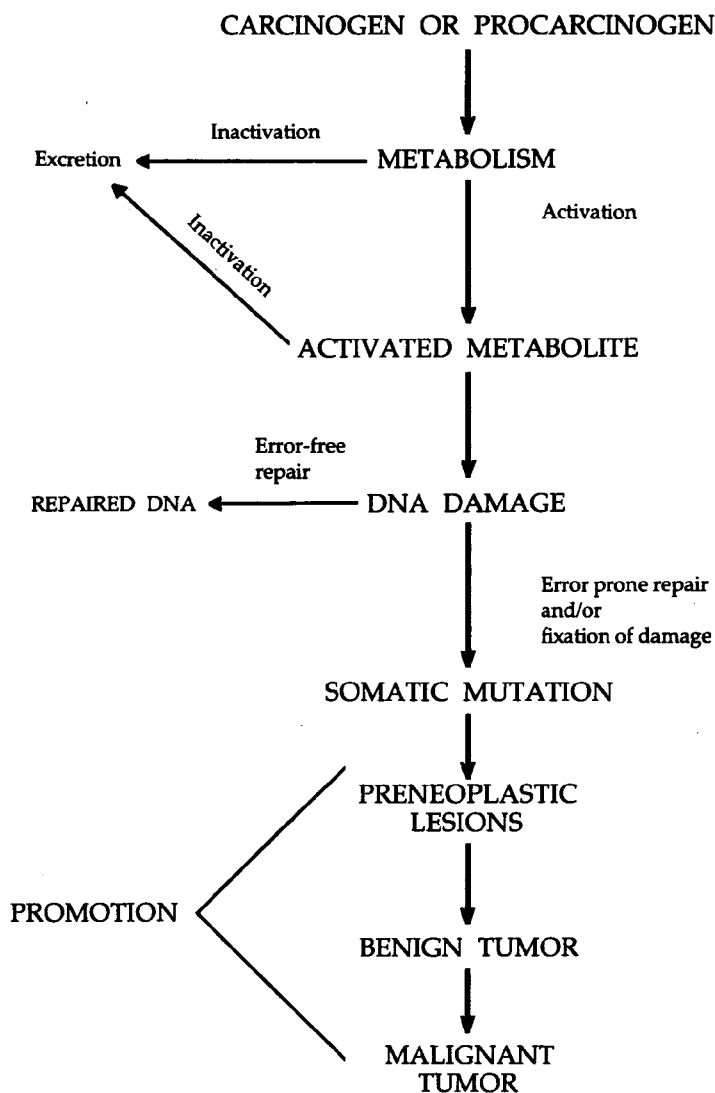 CARCINOGEN OR PROCARCINOGEN
Inactivation
Excretion
METABOLISM
Activation
Inactivation
ACTIVATED METABOLITE
Error-free
repair
REPAIRED DNA
DNA DAMAGE
Error prone repair
and/or
fixation of damage
SOMATIC MUTATION
PRENEOPLASTIC
LESIONS
PROMOTION
BENIGN TUMOR
MALIGNANT
TUMOR